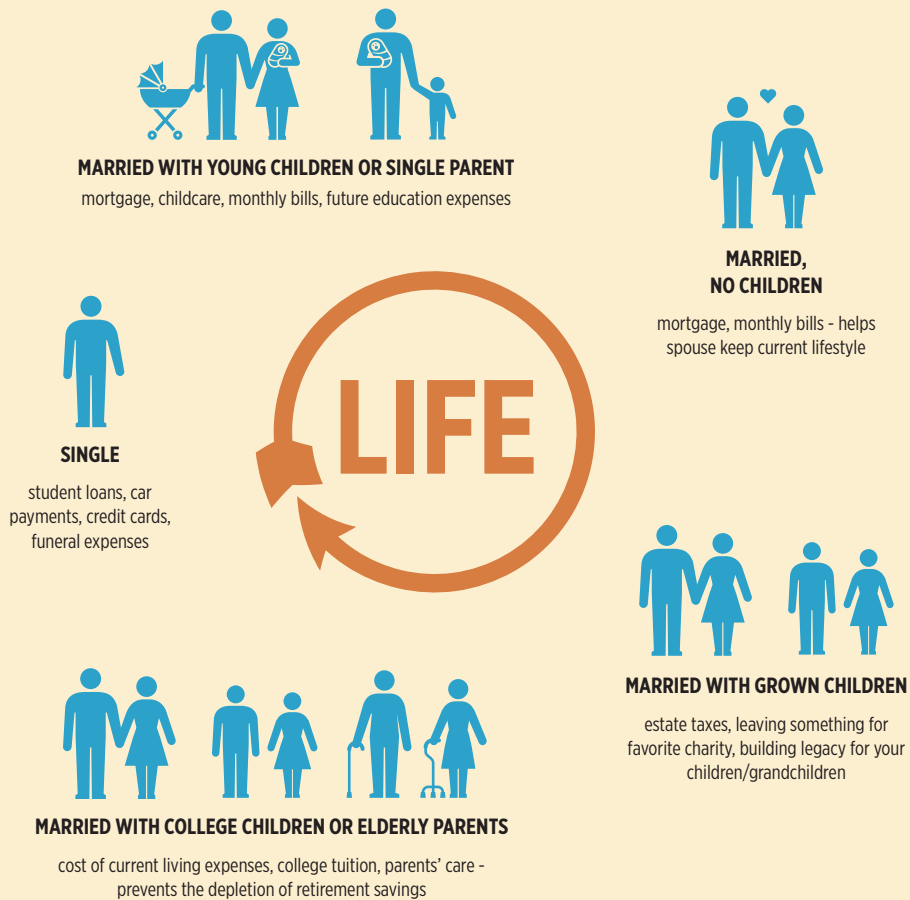 MARRIED WITH YOUNG CHILDREN OR SINGLE PARENT
mortgage, childcare, monthly bills, future education expenses
MARRIED,
NO CHILDREN
mortgage, monthly bills - helps
spouse keep current lifestyle
LIFE
SINGLE
student loans, car
payments, credit cards,
funeral expenses
MARRIED WITH GROWN CHILDREN
estate taxes, leaving something for
favorite charity, building legacy for your
children/grandchildren
MARRIED WITH COLLEGE CHILDREN OR ELDERLY PARENTS
cost of current living expenses, college tuition, parents’ care -
prevents the depletion of retirement savings